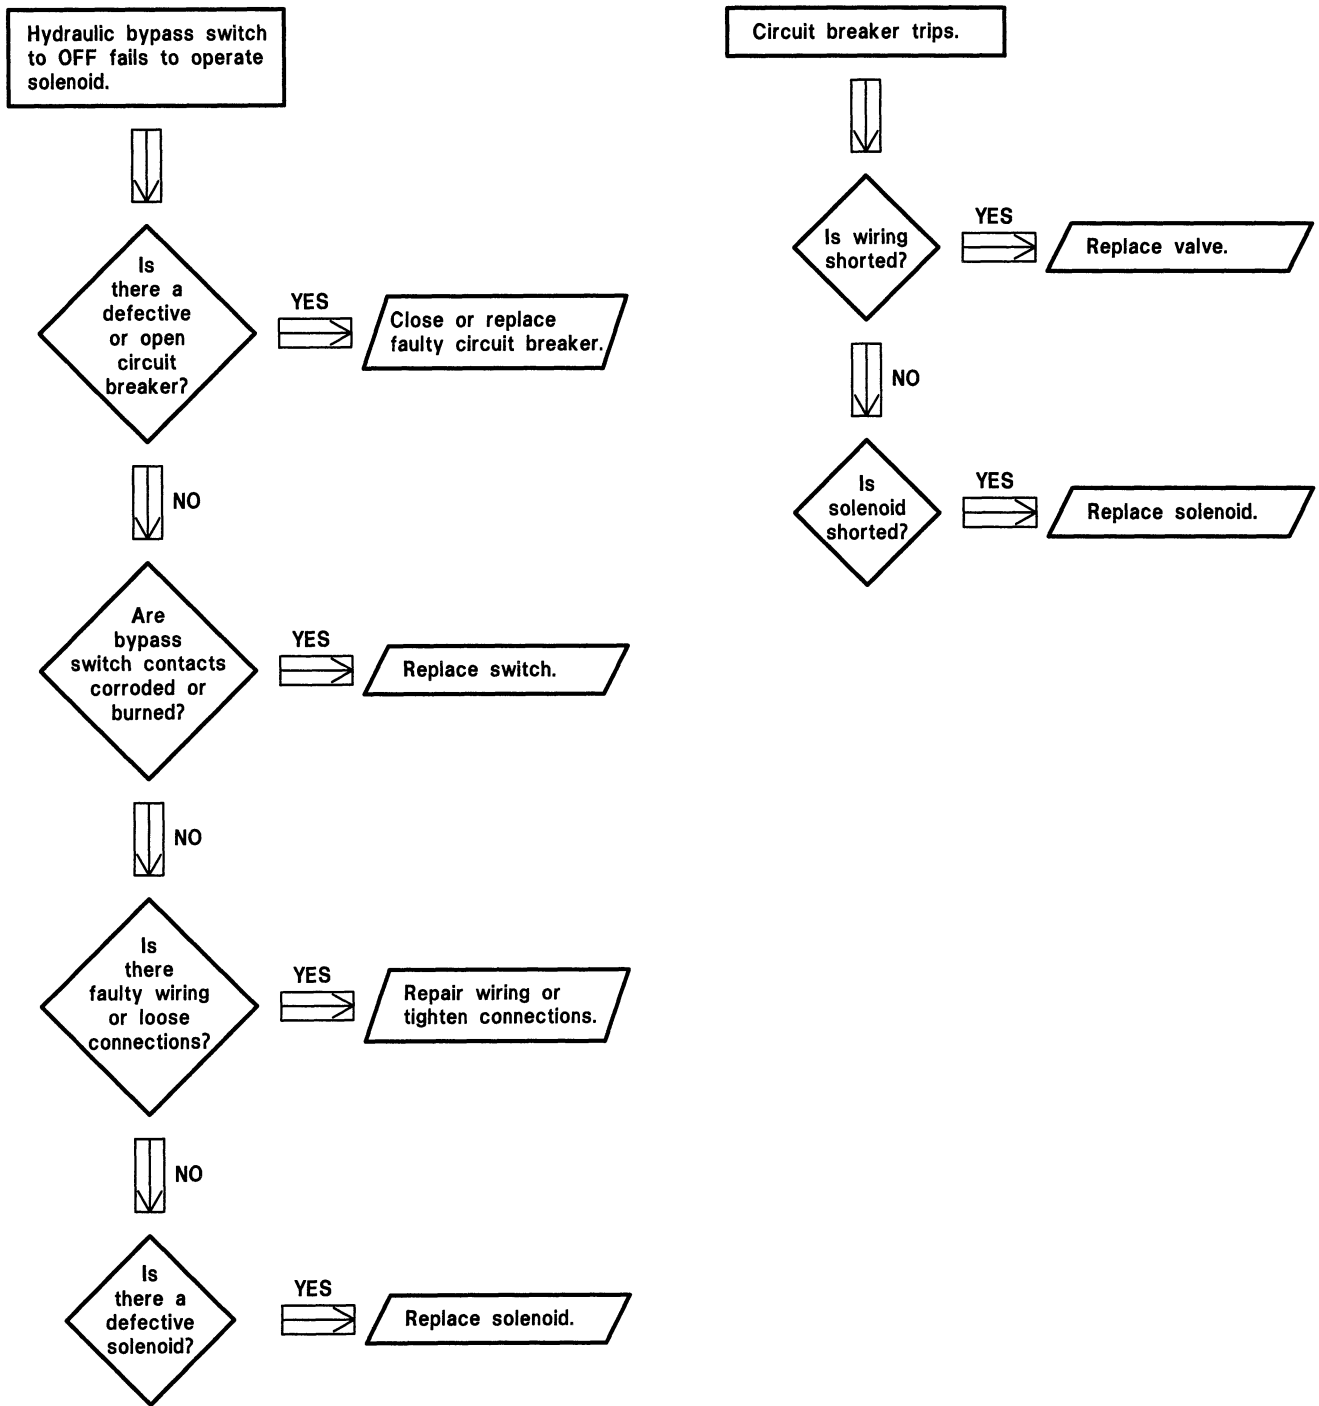 Hydraulic bypass switch
to OFF fails to operate
solenoid.
Is
there a
defective
or open
circuit
breaker?
YES
Close or replace
faulty circuit breaker.
NO
Are
bypass
switch contacts
corroded or
burned?
YES
Replace switch.
NO
Is
there
faulty wiring
or loose
connections?
YES
Repair wiring or
tighten connections.
NO
Is
there a
defective
solenoid?
YES
Replace solenoid.
Circuit breaker trips.
Is wiring
shorted?
YES
Replace valve.
NO
Is
solenoid
shorted?
YES
Replace solenoid.